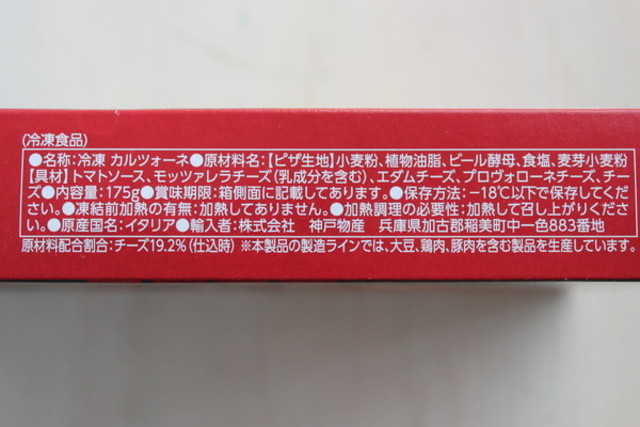 (冷凍食品)
●名称:冷凍 カルツォーネ●原材料名:【ピザ生地】小麦粉、植物油脂、ビール酵母、食塩、麦芽小麦粉
【具材】トマトソース、モッツァレラチーズ(乳成分を含む)、エダムチーズ、プロヴォローネチーズ、チー
ズ●内容量:175g●賞味期限:箱側面に記載してあります。●保存方法:-18℃以下で保存してくだ
さい。●凍結前加熱の有無:加熱してありません。●加熱調理の必要性:加熱して召し上がりくださ
い。●原産国名:イタリア●輸入者:株式会社 神戸物産 兵庫県加古郡稲美町中一色883番地
原材料配合割合:チーズ19.2%(仕込時) ※本製品の製造ラインでは、大豆、鶏肉、豚肉を含む製品を生産しています。